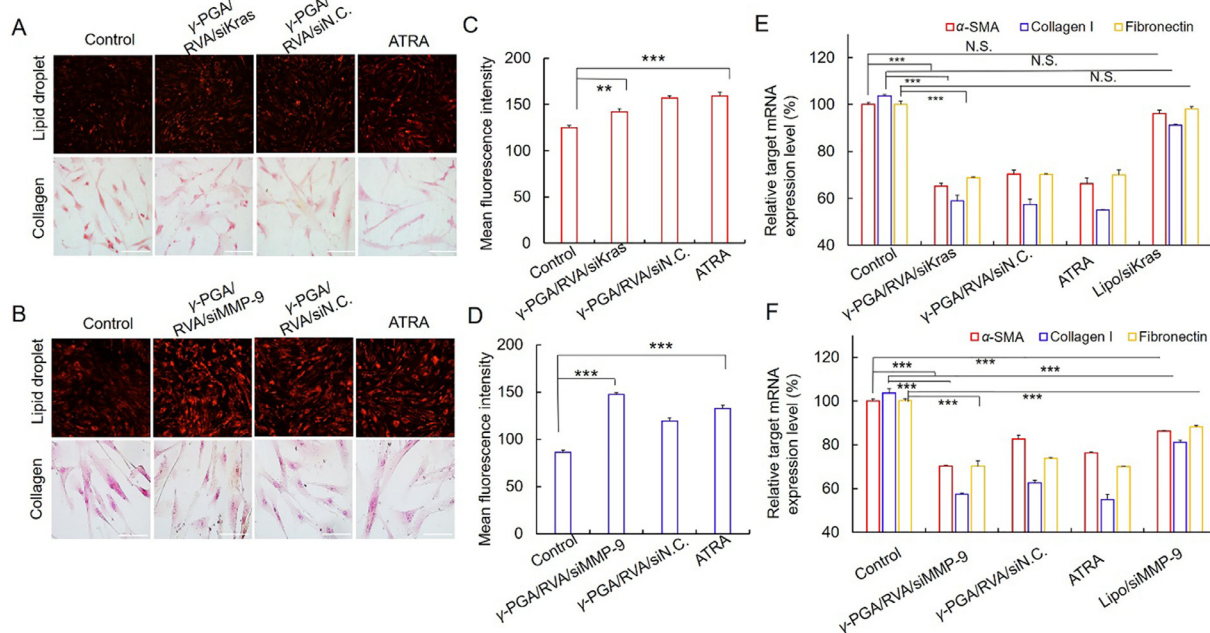 A
Control
γ-PGA/
RVA/siKras
γ-PGA/
RVA/siN.C.
ATRA
Lipid droplet
Collagen
B
Control
γ-PGA/
RVA/siMMP-9
γ-PGA/
RVA/siN.C.
ATRA
Lipid droplet
Collagen
C
Mean fluorescence intensity
200
150
100
50
0
***
**
Control
γ-PGA/RVA/siKras
γ-PGA/RVA/siN.C.
ATRA
D
Mean fluorescence intensity
200
150
100
50
0
***
***
Control
γ-PGA/RVA/siMMP-9
γ-PGA/RVA/siN.C.
ATRA
E
α-SMA Collagen I Fibronectin
Relative target mRNA
expression level (%)
120
100
80
60
40
N.S.
*** N.S.
*** N.S.
***
Control
γ-PGA/RVA/siKras
γ-PGA/RVA/siN.C.
ATRA
Lipo/siKras
F
α-SMA Collagen I Fibronectin
Relative target mRNA
expression level (%)
120
100
80
60
40
***
*** ***
*** ***
***
Control
γ-PGA/RVA/siMMP-9
γ-PGA/RVA/siN.C.
ATRA
Lipo/siMMP-9